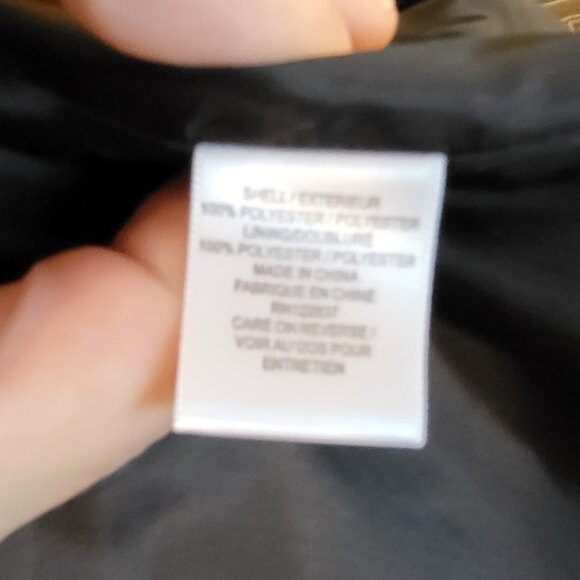 SHELL / EXTERIEUR
100% POLYESTER / POLYESTER
LINING/DOUBLURE
100% POLYESTER / POLYESTER
MADE IN CHINA
FABRIQUE EN CHINE
CARE ON REVERSE /
VOIR AU VERSO POUR
ENTRETIEN